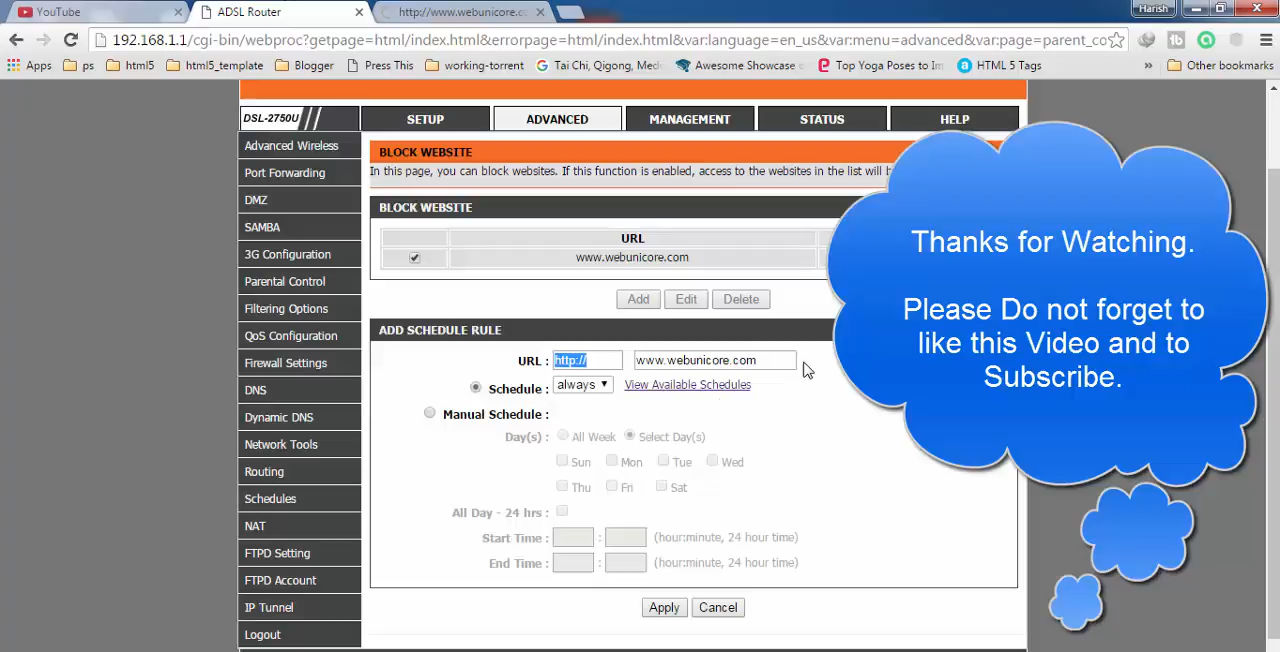 YouTube
ADSL Router
http://www.webunicore.c
Harish
192.168.1.1/cgi-bin/webproc?getpage=html/index.html&errorpage=html/index.html&var:language=en_us&var:menu=advanced&var:page=parent_co
Apps ps html5 html5_template Blogger Press This working-torrent Tai Chi, Qigong, Med Awesome Showcase Top Yoga Poses to Im HTML 5 Tags » Other bookmarks
DSL-2750U SETUP ADVANCED MANAGEMENT STATUS HELP
Advanced Wireless
Port Forwarding
DMZ
SAMBA
3G Configuration
Parental Control
Filtering Options
QoS Configuration
Firewall Settings
DNS
Dynamic DNS
Network Tools
Routing
Schedules
NAT
FTPD Setting
FTPD Account
IP Tunnel
Logout
BLOCK WEBSITE
In this page, you can block websites. If this function is enabled, access to the websites in the list will b
BLOCK WEBSITE
URL
www.webunicore.com
Add Edit Delete
ADD SCHEDULE RULE
URL : http:// www.webunicore.com
Schedule : always View Available Schedules
Manual Schedule :
Day(s) : All Week Select Day(s)
Sun Mon Tue Wed
Thu Fri Sat
All Day - 24 hrs :
Start Time : : (hour:minute, 24 hour time)
End Time : : (hour:minute, 24 hour time)
Apply Cancel
Thanks for Watching.
Please Do not forget to
like this Video and to
Subscribe.